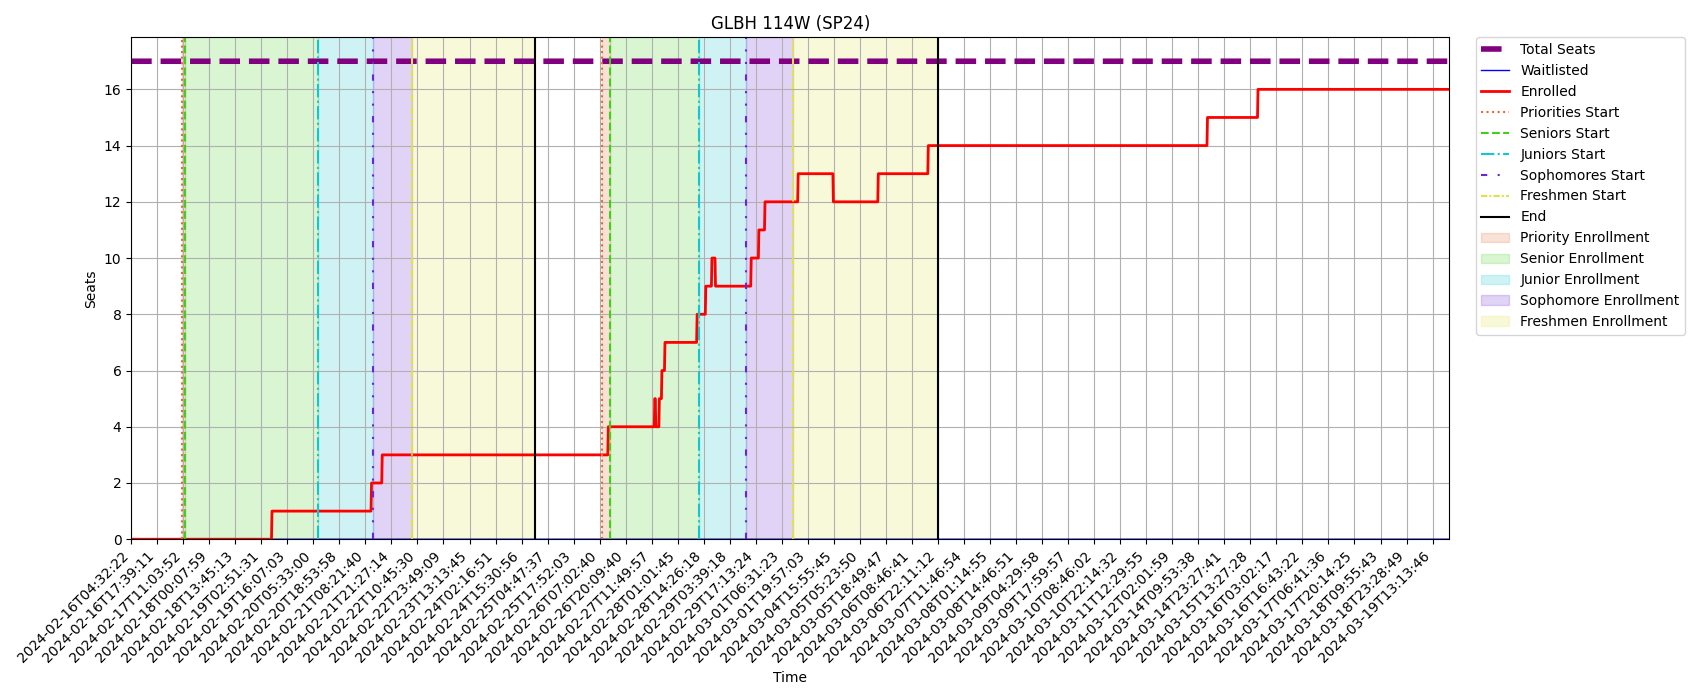 GLBH 114W (SP24)
Total Seats
Waitlisted
Enrolled
Priorities Start
Seniors Start
Juniors Start
Sophomores Start
Freshmen Start
End
Priority Enrollment
Senior Enrollment
Junior Enrollment
Sophomore Enrollment
Freshmen Enrollment
Seats
16
14
12
10
8
6
4
2
0
2024-02-16T04:32:22
2024-02-16T17:39:11
2024-02-17T11:03:52
2024-02-18T00:07:59
2024-02-18T13:45:13
2024-02-19T02:51:31
2024-02-19T16:07:03
2024-02-20T05:33:00
2024-02-20T18:53:58
2024-02-21T08:21:40
2024-02-21T21:27:14
2024-02-22T10:45:30
2024-02-22T23:49:09
2024-02-23T13:13:45
2024-02-24T02:16:51
2024-02-24T15:30:56
2024-02-25T04:47:37
2024-02-25T17:52:03
2024-02-26T07:02:40
2024-02-26T20:09:40
2024-02-27T11:49:57
2024-02-28T01:01:45
2024-02-28T14:26:18
2024-02-29T03:39:18
2024-02-29T17:13:24
2024-03-01T06:31:23
2024-03-01T19:57:03
2024-03-04T15:55:45
2024-03-05T05:23:50
2024-03-05T18:49:47
2024-03-06T08:46:41
2024-03-06T22:11:12
2024-03-07T11:46:54
2024-03-08T01:14:55
2024-03-08T14:46:51
2024-03-09T04:29:58
2024-03-09T17:59:57
2024-03-10T08:46:02
2024-03-10T22:14:32
2024-03-11T12:29:55
2024-03-12T02:01:59
2024-03-14T09:53:38
2024-03-14T23:27:41
2024-03-15T13:27:28
2024-03-16T03:02:17
2024-03-16T16:43:22
2024-03-17T06:41:36
2024-03-17T20:14:25
2024-03-18T09:55:43
2024-03-18T23:28:49
2024-03-19T13:13:46
Time